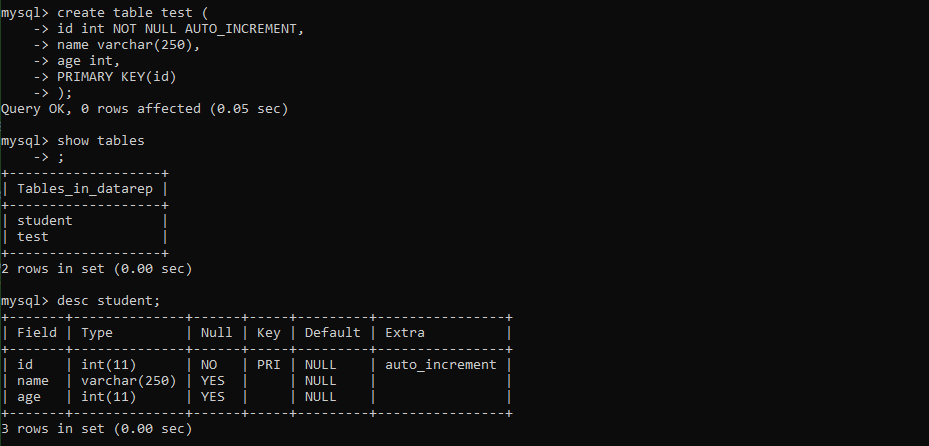 mysql> create table test (
    -> id int NOT NULL AUTO_INCREMENT,
    -> name varchar(250),
    -> age int,
    -> PRIMARY KEY(id)
    -> );
Query OK, 0 rows affected (0.05 sec)

mysql> show tables
    -> ;
+-------------------+
| Tables_in_datarep |
+-------------------+
| student           |
| test              |
+-------------------+
2 rows in set (0.00 sec)

mysql> desc student;
+-------+--------------+------+-----+---------+----------------+
| Field | Type         | Null | Key | Default | Extra          |
+-------+--------------+------+-----+---------+----------------+
| id    | int(11)      | NO   | PRI | NULL    | auto_increment |
| name  | varchar(250) | YES  |     | NULL    |                |
| age   | int(11)      | YES  |     | NULL    |                |
+-------+--------------+------+-----+---------+----------------+
3 rows in set (0.00 sec)